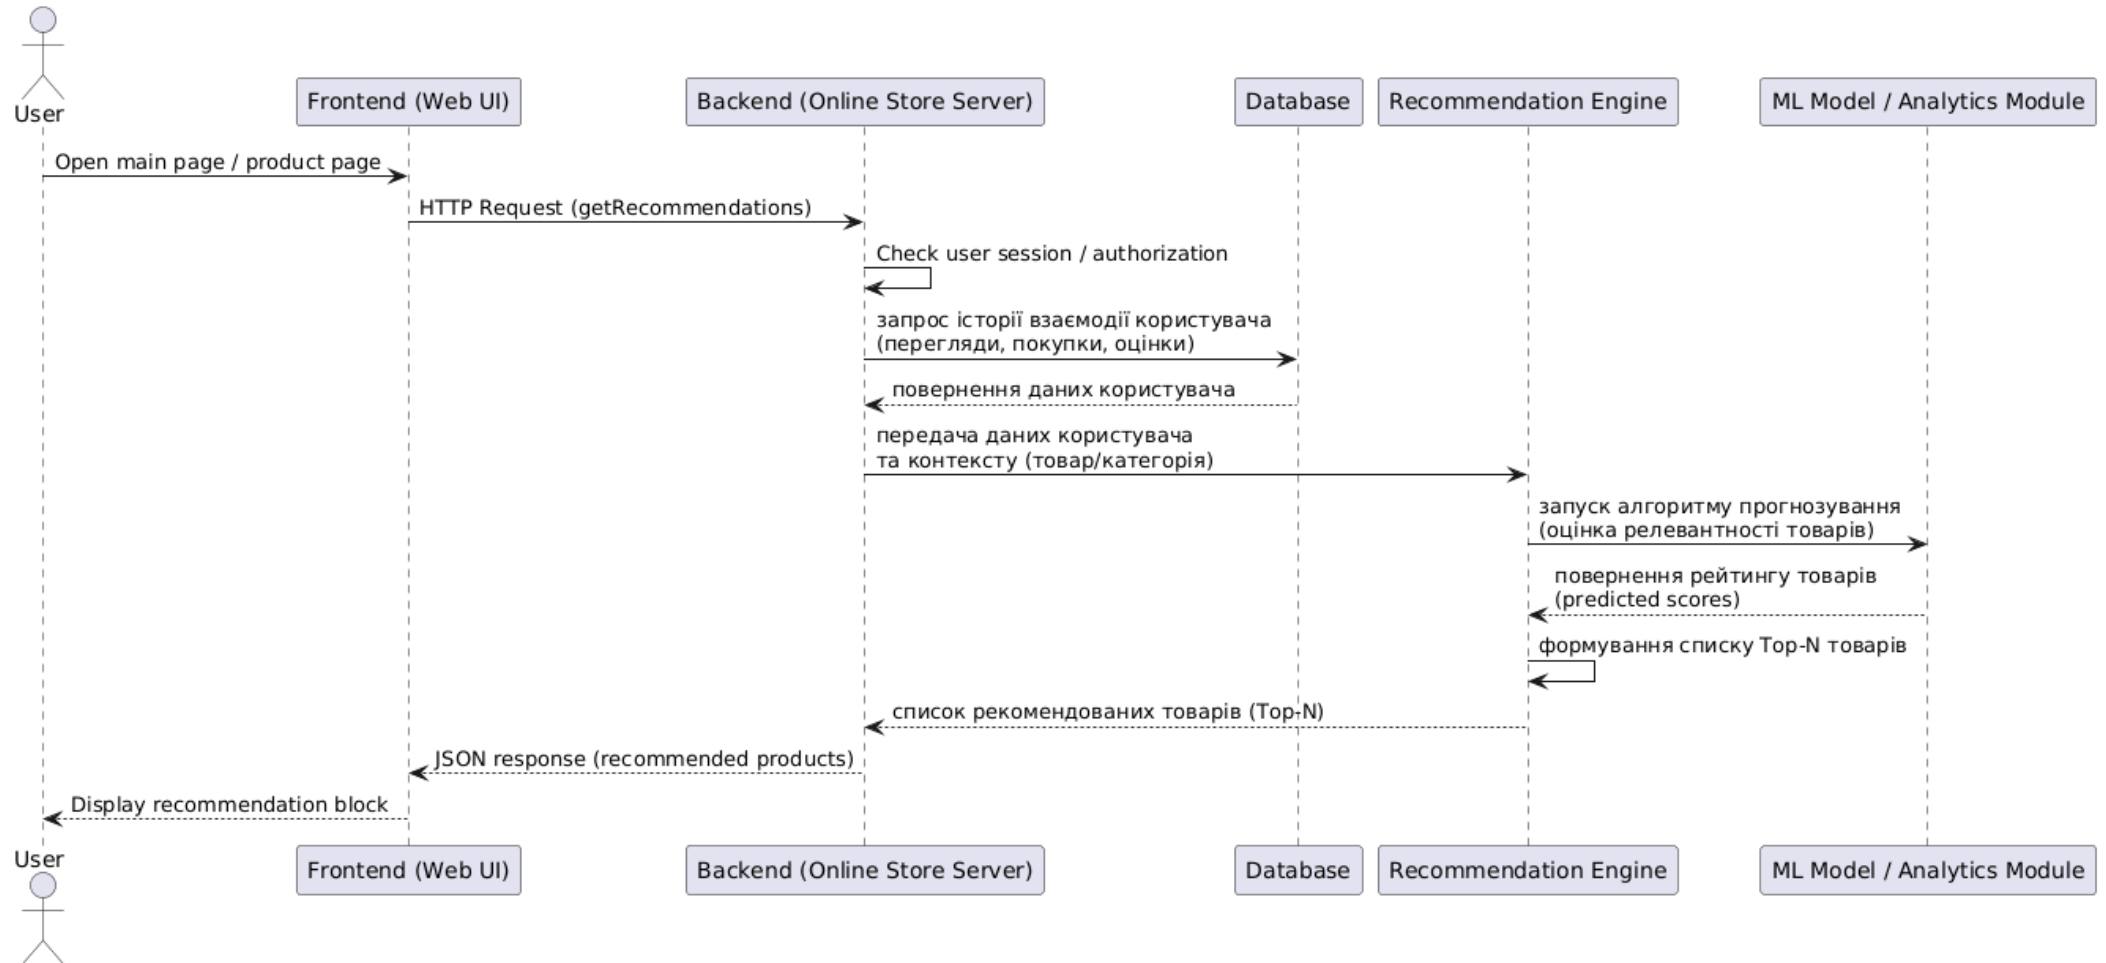 User
Frontend (Web UI)
Backend (Online Store Server)
Database
Recommendation Engine
ML Model / Analytics Module
Open main page / product page
HTTP Request (getRecommendations)
Check user session / authorization
запрос історії взаємодії користувача
(перегляди, покупки, оцінки)
повернення даних користувача
передача даних користувача
та контексту (товар/категорія)
запуск алгоритму прогнозування
(оцінка релевантності товарів)
повернення рейтингу товарів
(predicted scores)
формування списку Top-N товарів
список рекомендованих товарів (Top-N)
JSON response (recommended products)
Display recommendation block
User
Frontend (Web UI)
Backend (Online Store Server)
Database
Recommendation Engine
ML Model / Analytics Module